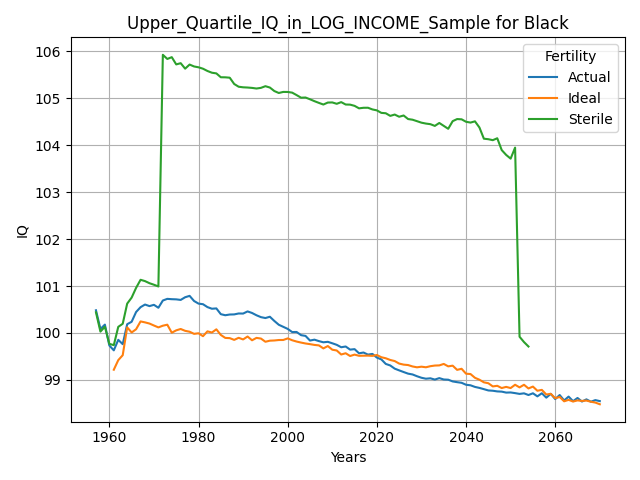 Upper_Quartile_IQ_in_LOG_INCOME_Sample for Black
Fertility
Actual
Ideal
Sterile
IQ
106
105
104
103
102
101
100
99
1960
1980
2000
2020
2040
2060
Years